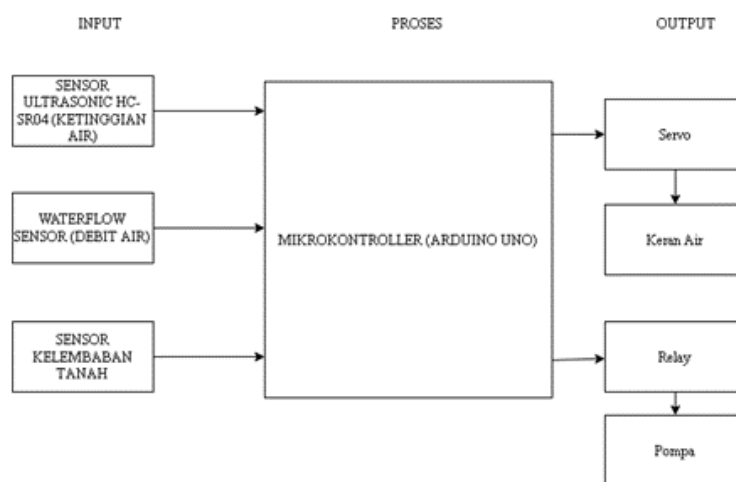 INPUT
PROSES
OUTPUT
SENSOR
ULTRASONIC HC-
SR04 (KETINGGIAN
AIR)
WATERFLOW
SENSOR (DEBIT AIR)
SENSOR
KELEMBABAN
TANAH
MIKROKONTROLLER (ARDUINO UNO)
Servo
Keran Air
Relay
Pompa